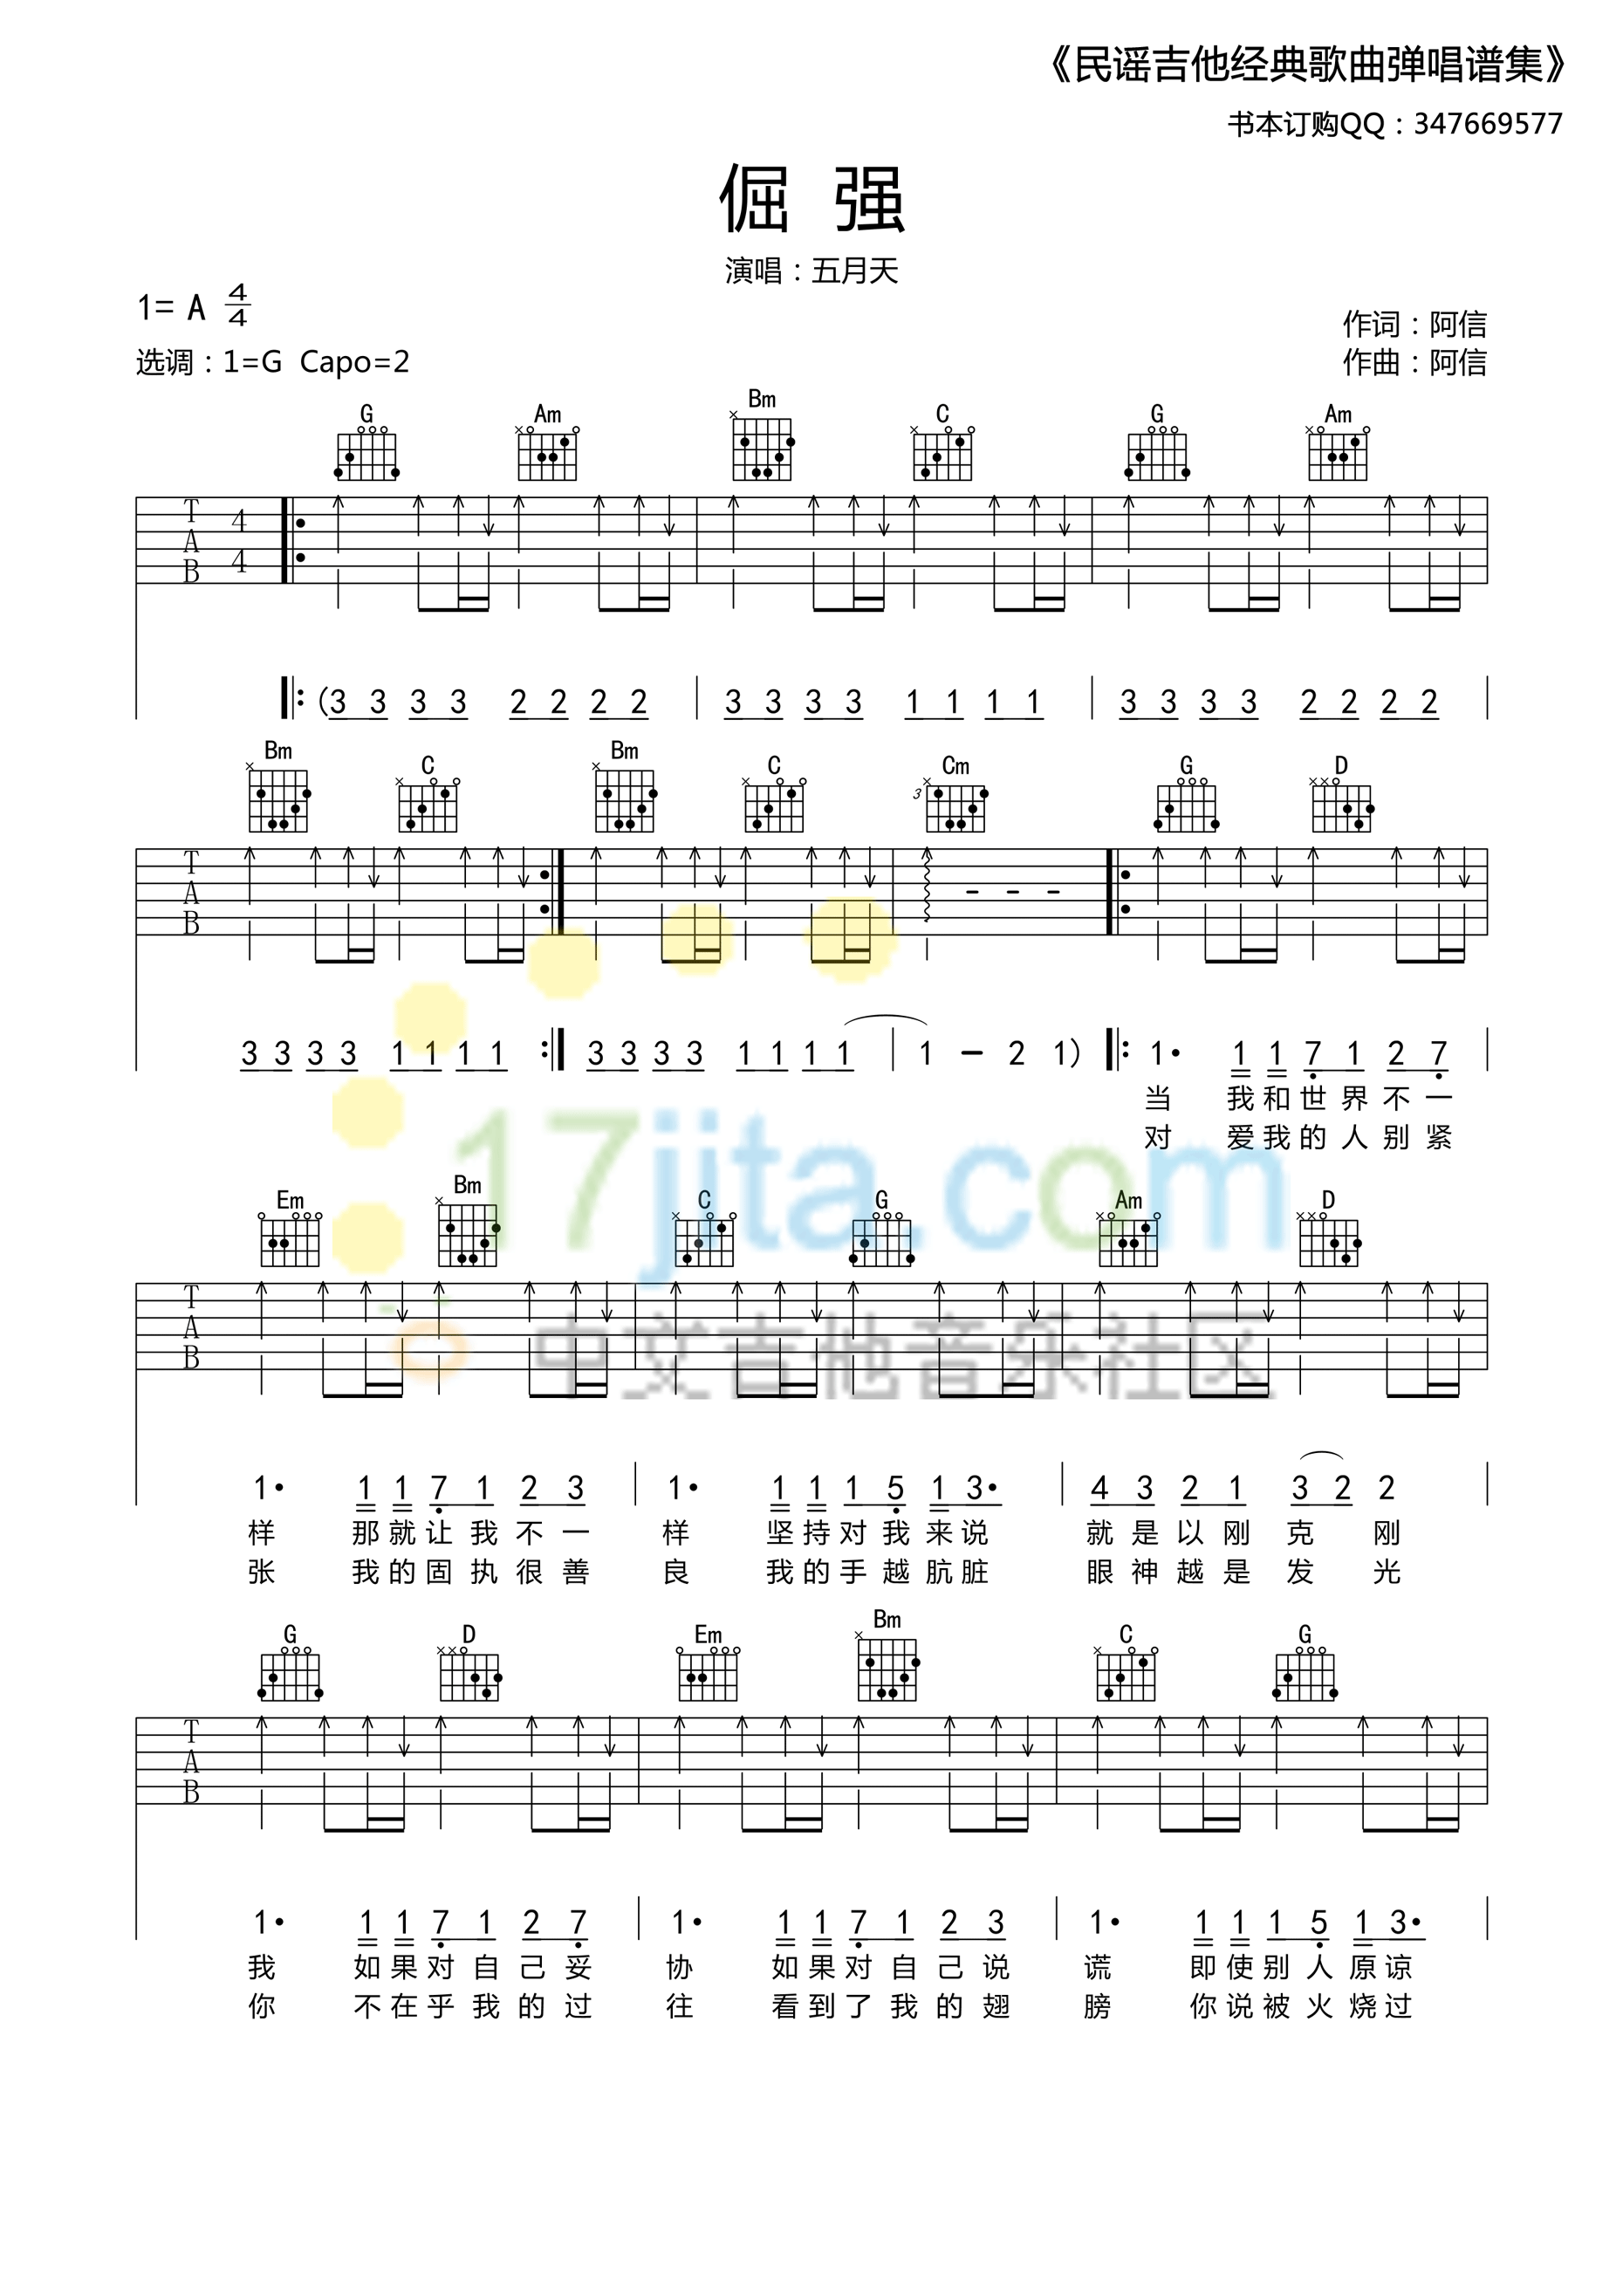 《民谣吉他经典歌曲弹唱谱集》
书本订购QQ：347669577
倔 强
演唱：五月天
1= A 4/4
作词：阿信
选调：1=G Capo=2
作曲：阿信
G Am Bm C G Am
T A B 4 4
(3 3 3 3 2 2 2 2 | 3 3 3 3 1 1 1 1 | 3 3 3 3 2 2 2 2 |
Bm C Bm C Cm G D
3
T A B
3 3 3 3 1 1 1 1 :| 3 3 3 3 1 1 1 1 | 1 – 2 1) |: 1· 1 1 7 1 2 7 |
当 我和世界不一
对 爱我的人别紧
17jita.com
Em Bm C G Am D
T A B
中文吉他音乐社区
1· 1 1 7 1 2 3 | 1· 1 1 1 5 1 3· | 4 3 2 1 3 2 2 |
样 那就让我不一 样 坚持对我来说 就是以刚克 刚
张 我的固执很善 良 我的手越肮脏 眼神越是发 光
G D Em Bm C G
T A B
1· 1 1 7 1 2 7 | 1· 1 1 7 1 2 3 | 1· 1 1 1 5 1 3· |
我 如果对自己妥 协 如果对自己说 谎 即使别人原谅
你 不在乎我的过 往 看到了我的翅 膀 你说被火烧过